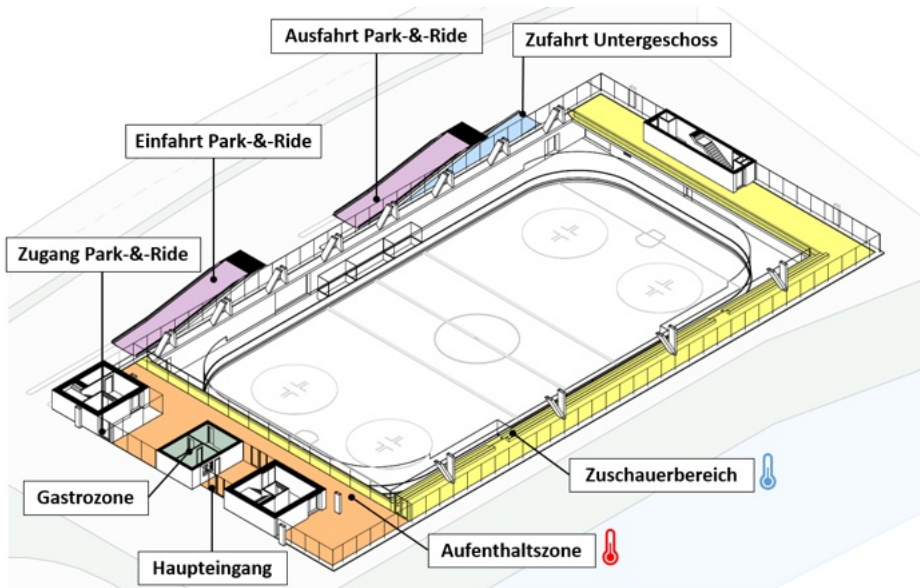 Ausfahrt Park-&-Ride
Zufahrt Untergeschoss
Einfahrt Park-&-Ride
Zugang Park-&-Ride
Gastrozone
Haupteingang
Zuschauerbereich
Aufenthaltszone